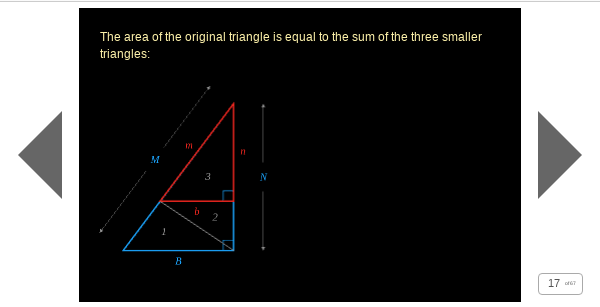 The area of the original triangle is equal to the sum of the three smaller
triangles:
m
M
n
3
N
b
2
1
B
17 of 67